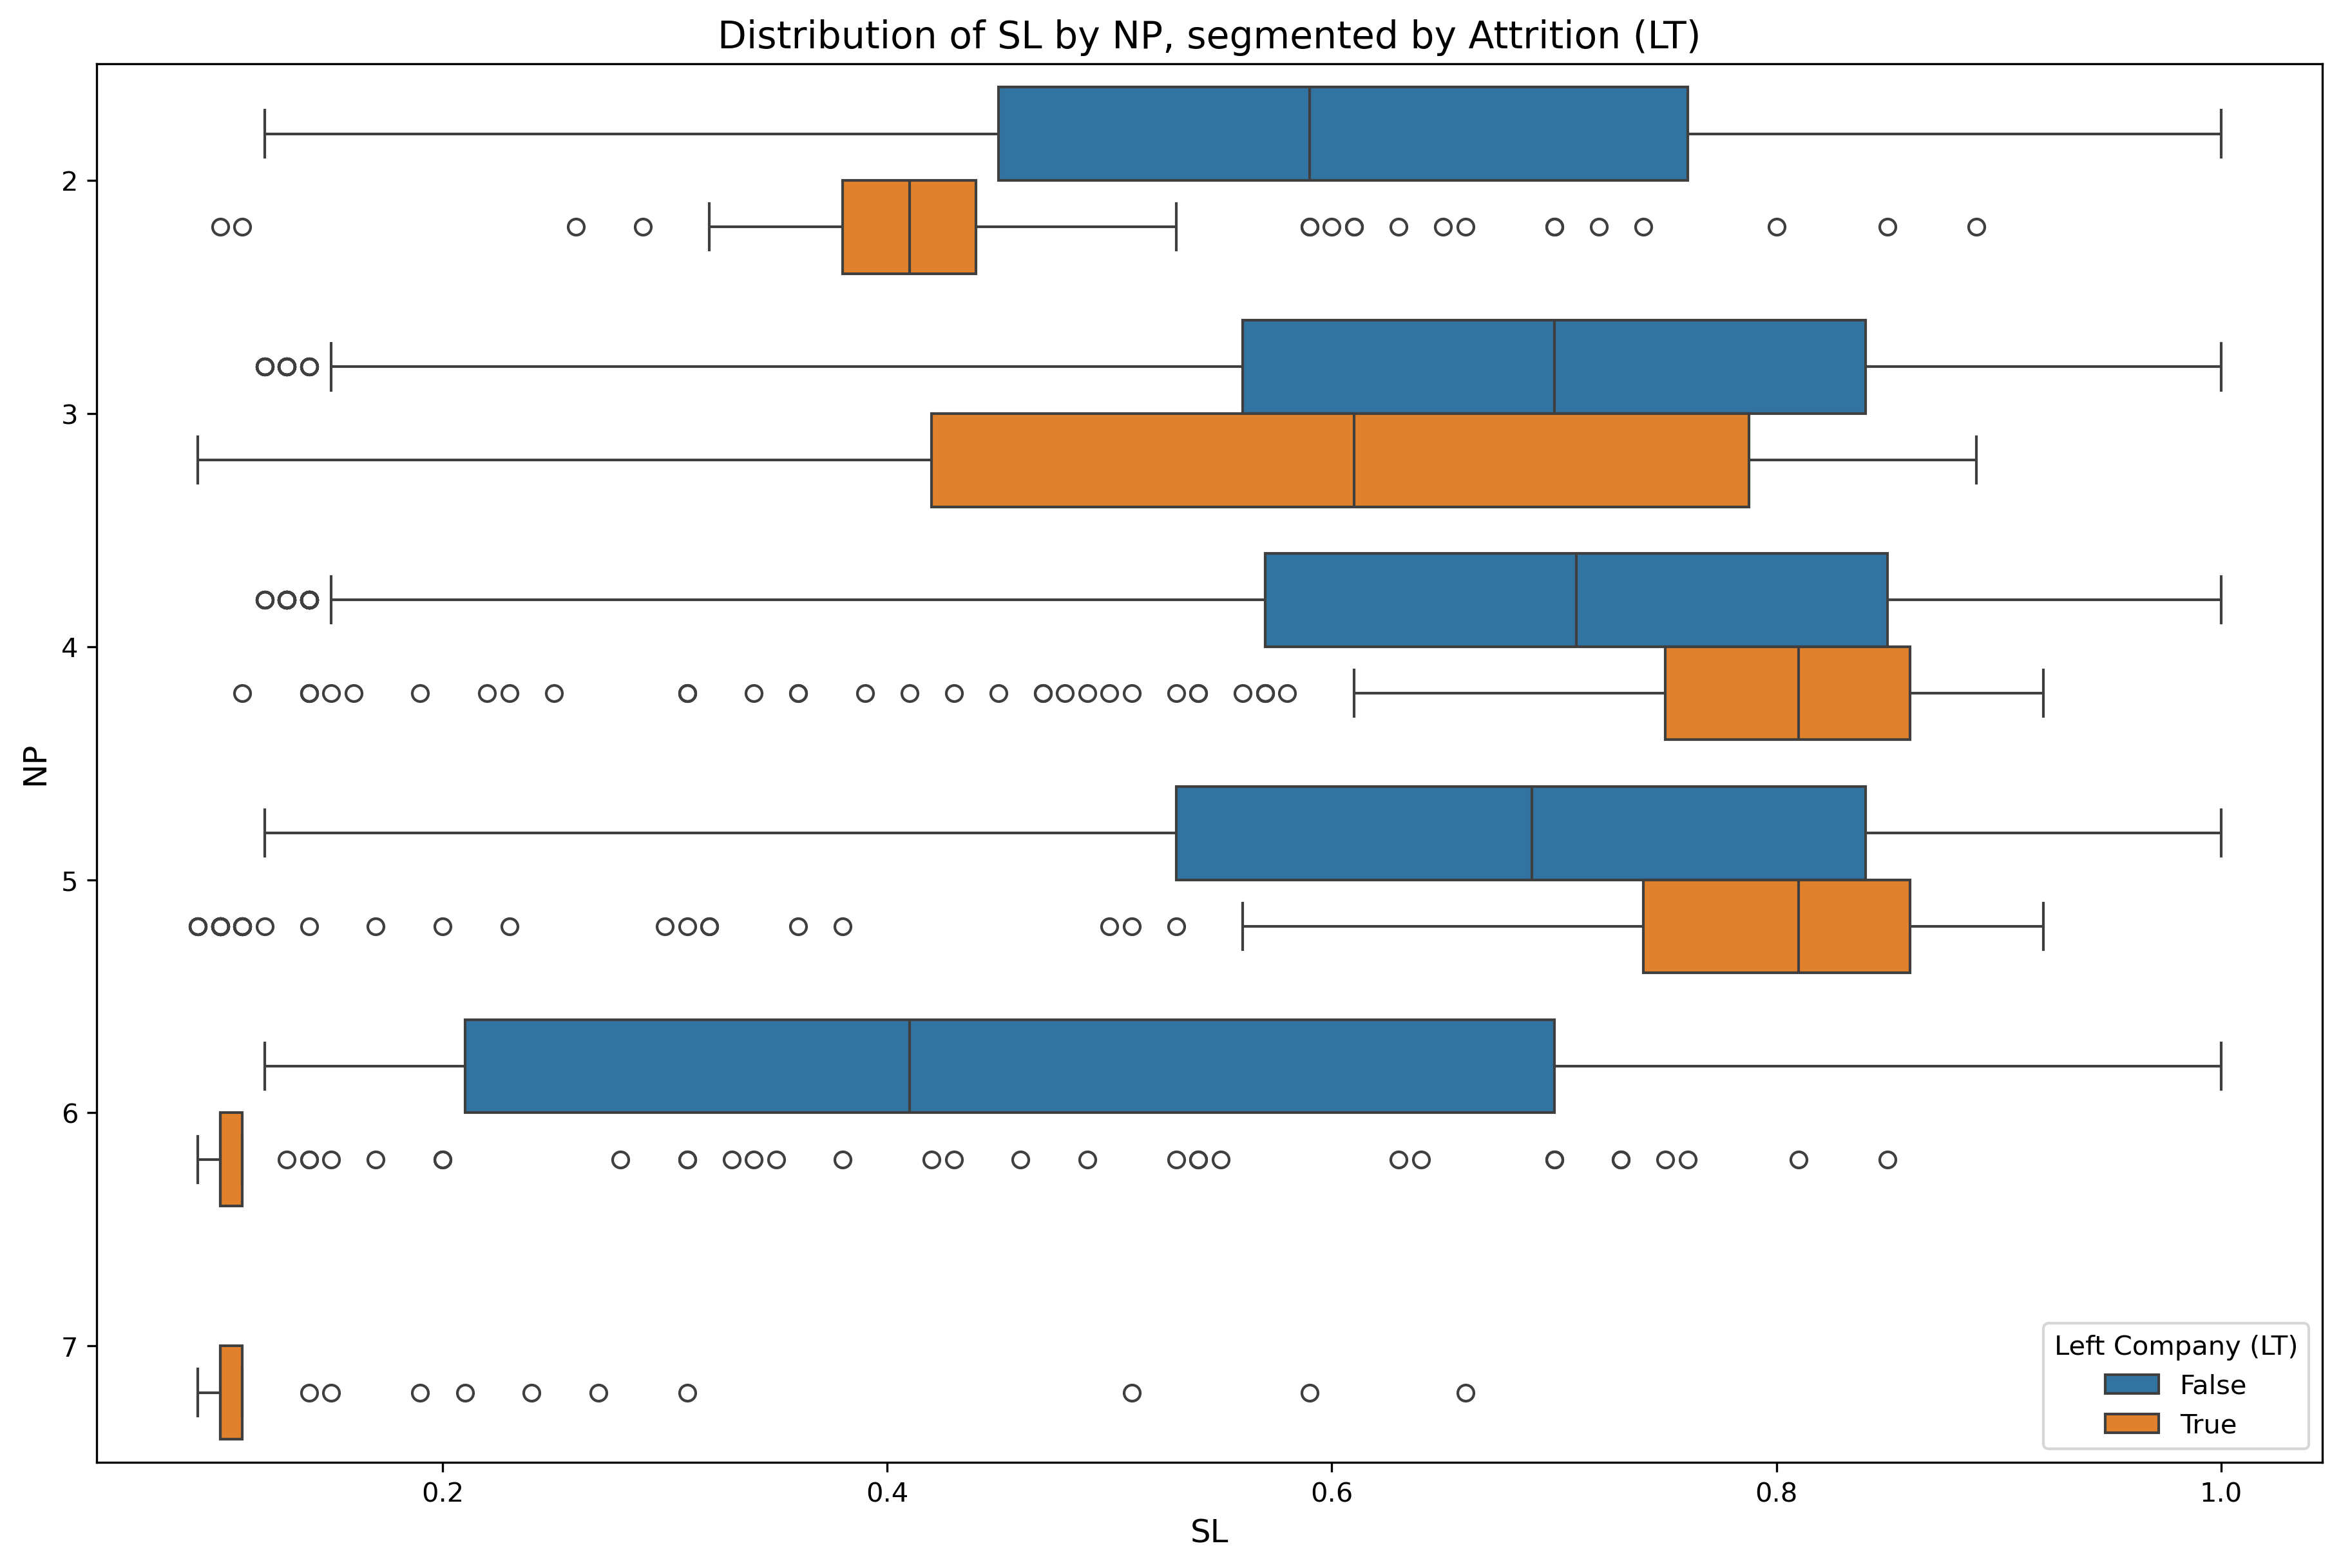 Distribution of SL by NP, segmented by Attrition (LT)
NP
2
3
4
5
6
7
0.2 0.4 0.6 0.8 1.0
SL
Left Company (LT)
False
True